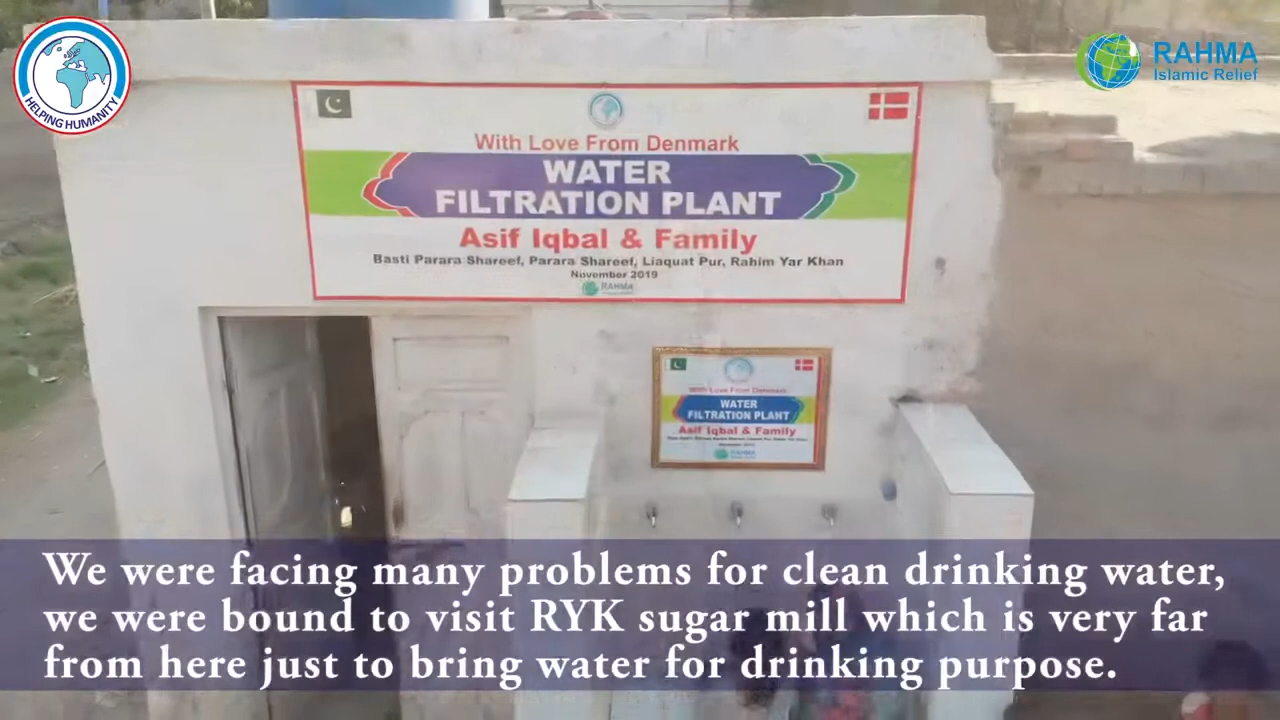 HELPING HUMANITY
RAHMA
Islamic Relief
With Love From Denmark
WATER
FILTRATION PLANT
Asif Iqbal & Family
Basti Parara Shareef, Parara Shareef, Liaquat Pur, Rahim Yar Khan
November 2019
RAHMA
With Love From Denmark
WATER
FILTRATION PLANT
Asif Iqbal & Family
RAHMA
We were facing many problems for clean drinking water,
we were bound to visit RYK sugar mill which is very far
from here just to bring water for drinking purpose.